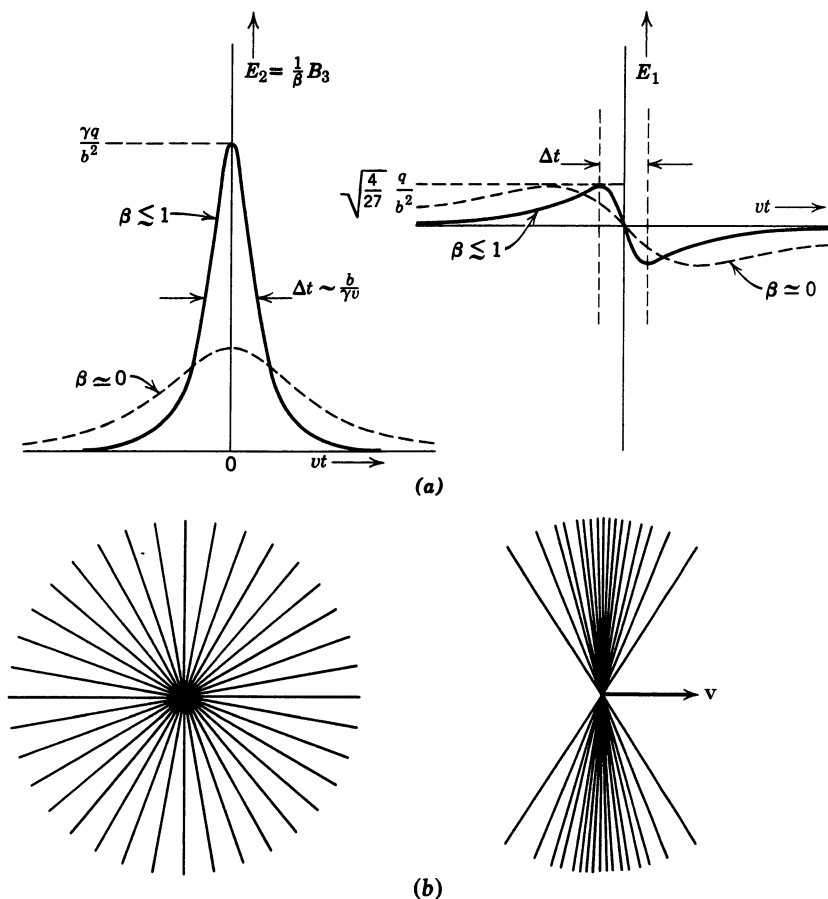 E₂ = 1/β B₃
γq/b²
β ≲ 1
Δt ~ b/γv
β ≃ 0
0
vt
E₁
Δt
√4/27 q/b²
vt
β ≲ 1
β ≃ 0
(a)
v
(b)